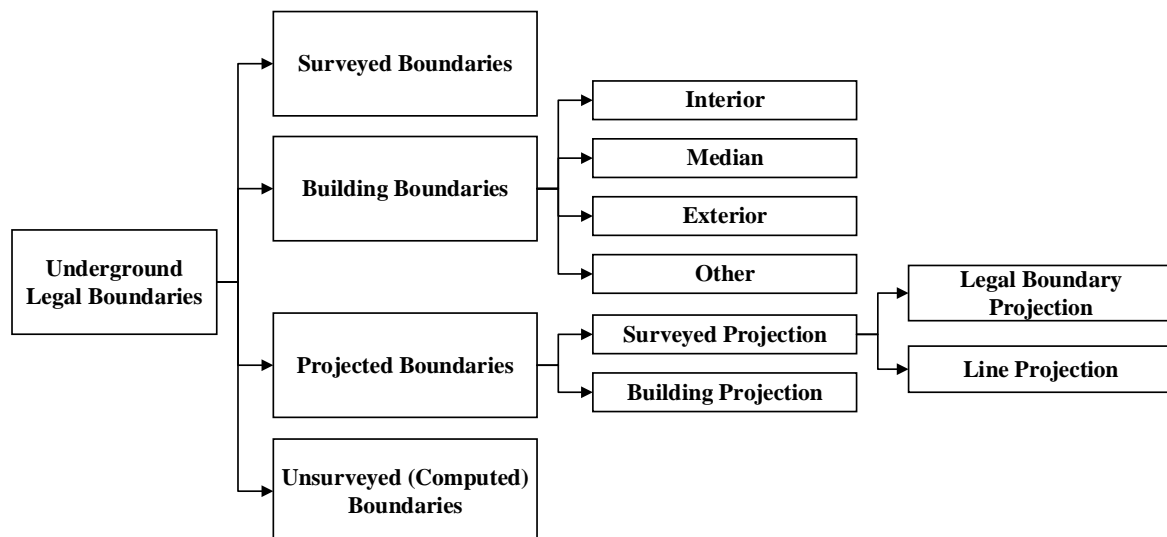 Underground
Legal Boundaries
Surveyed Boundaries
Building Boundaries
Interior
Median
Exterior
Other
Projected Boundaries
Surveyed Projection
Legal Boundary
Projection
Line Projection
Building Projection
Unsurveyed (Computed)
Boundaries